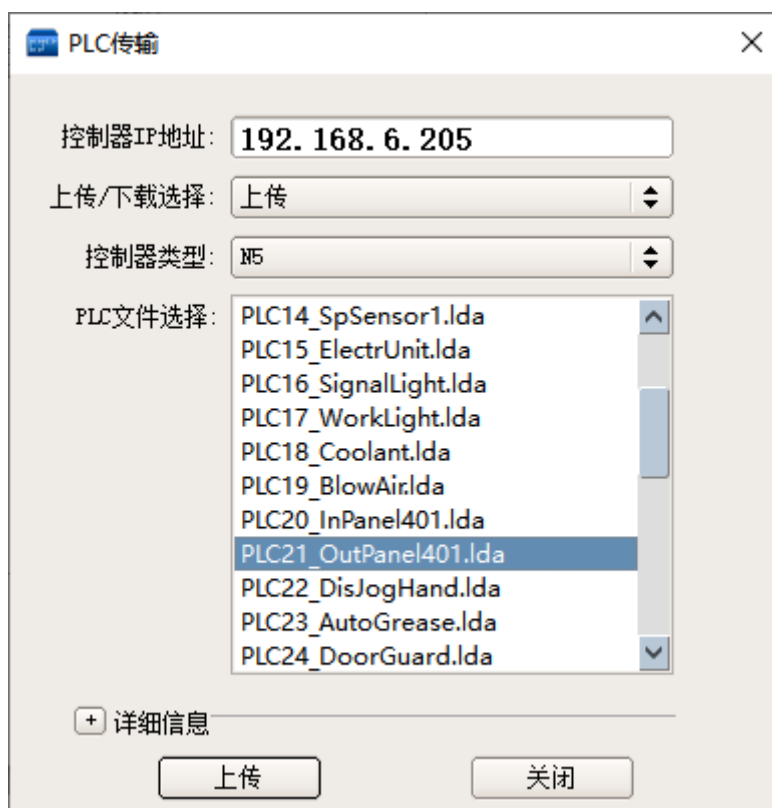 PLC传输
控制器IP地址: 192.168.6.205
上传/下载选择: 上传
控制器类型: N5
PLC文件选择: PLC14_SpSensor1.lda
PLC15_ElectrUnit.lda
PLC16_SignalLight.lda
PLC17_WorkLight.lda
PLC18_Coolant.lda
PLC19_BlowAir.lda
PLC20_InPanel401.lda
PLC21_OutPanel401.lda
PLC22_DisJogHand.lda
PLC23_AutoGrease.lda
PLC24_DoorGuard.lda
+ 详细信息
上传 关闭